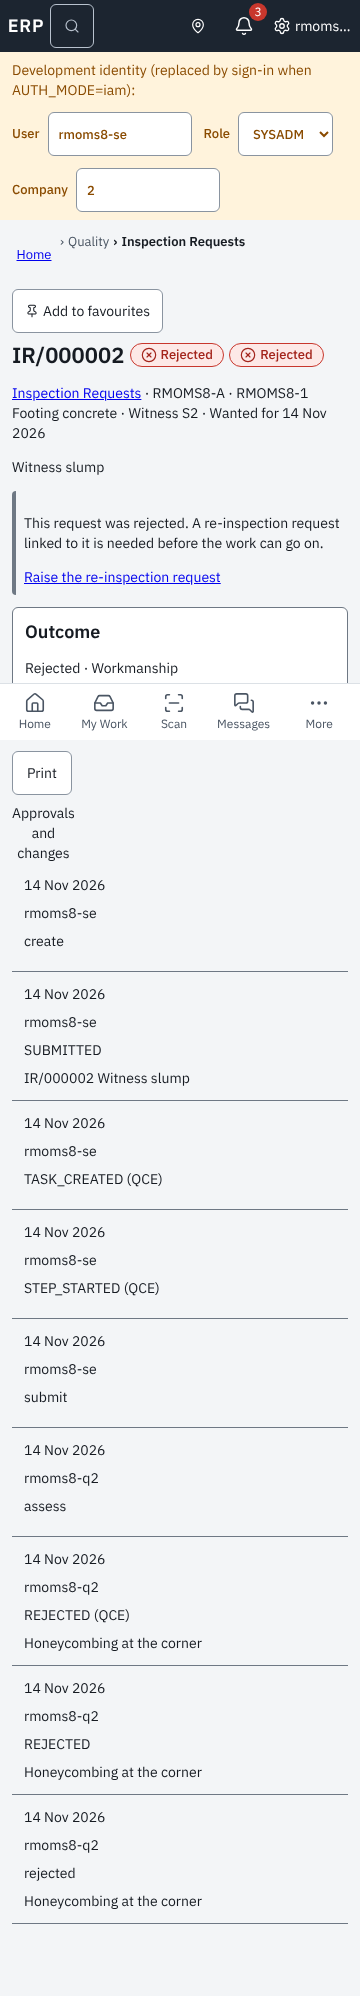 ERP
3
rmoms...
Development identity (replaced by sign-in when
AUTH_MODE=iam):
User rmoms8-se Role SYSADM
Company 2
Home › Quality › Inspection Requests
Add to favourites
IR/000002 Rejected Rejected
Inspection Requests · RMOMS8-A · RMOMS8-1
Footing concrete · Witness S2 · Wanted for 14 Nov
2026
Witness slump
This request was rejected. A re-inspection request
linked to it is needed before the work can go on.
Raise the re-inspection request
Outcome
Rejected · Workmanship
Home My Work Scan Messages More
Print
Approvals
and
changes
14 Nov 2026
rmoms8-se
create
14 Nov 2026
rmoms8-se
SUBMITTED
IR/000002 Witness slump
14 Nov 2026
rmoms8-se
TASK_CREATED (QCE)
14 Nov 2026
rmoms8-se
STEP_STARTED (QCE)
14 Nov 2026
rmoms8-se
submit
14 Nov 2026
rmoms8-q2
assess
14 Nov 2026
rmoms8-q2
REJECTED (QCE)
Honeycombing at the corner
14 Nov 2026
rmoms8-q2
REJECTED
Honeycombing at the corner
14 Nov 2026
rmoms8-q2
rejected
Honeycombing at the corner